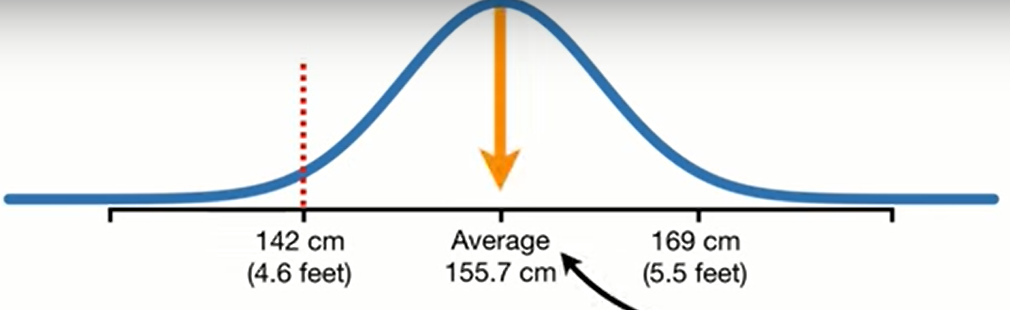 142 cm
(4.6 feet)
Average
155.7 cm
169 cm
(5.5 feet)